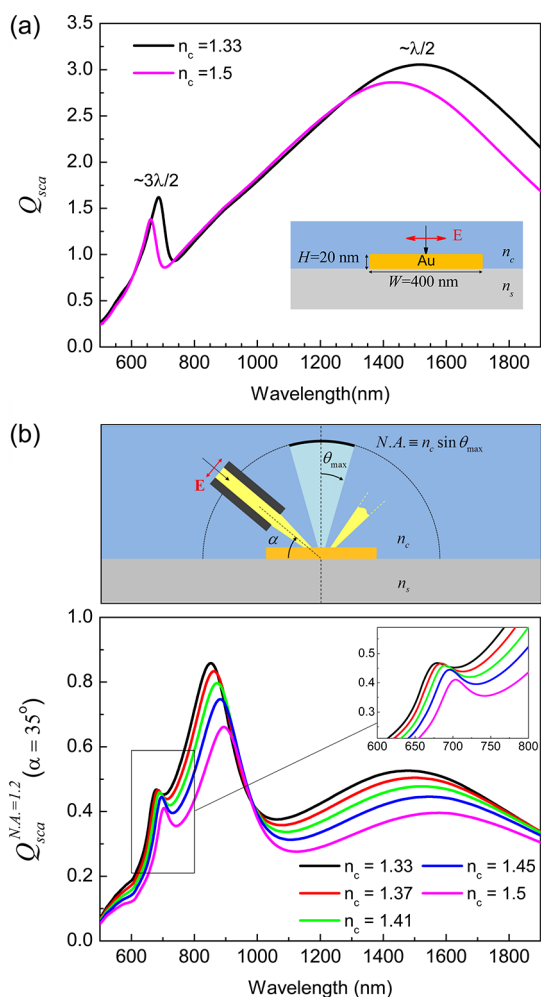 (a)
3.5
3.0
2.5
2.0
1.5
1.0
0.5
0.0
Q_sca
n_c =1.33
n_c =1.5
~λ/2
~3λ/2
E
H=20 nm
Au
W=400 nm
n_c
n_s
600 800 1000 1200 1400 1600 1800
Wavelength(nm)
(b)
N.A.≡ n_c sin θ_max
θ_max
E
α
n_c
n_s
1.0
0.8
0.6
0.4
0.2
0.0
Q_sca^N.A.=1.2 (α = 35°)
0.5
0.4
0.3
600 650 700 750 800
n_c = 1.33
n_c = 1.45
n_c = 1.37
n_c = 1.5
n_c = 1.41
600 800 1000 1200 1400 1600 1800
Wavelength (nm)